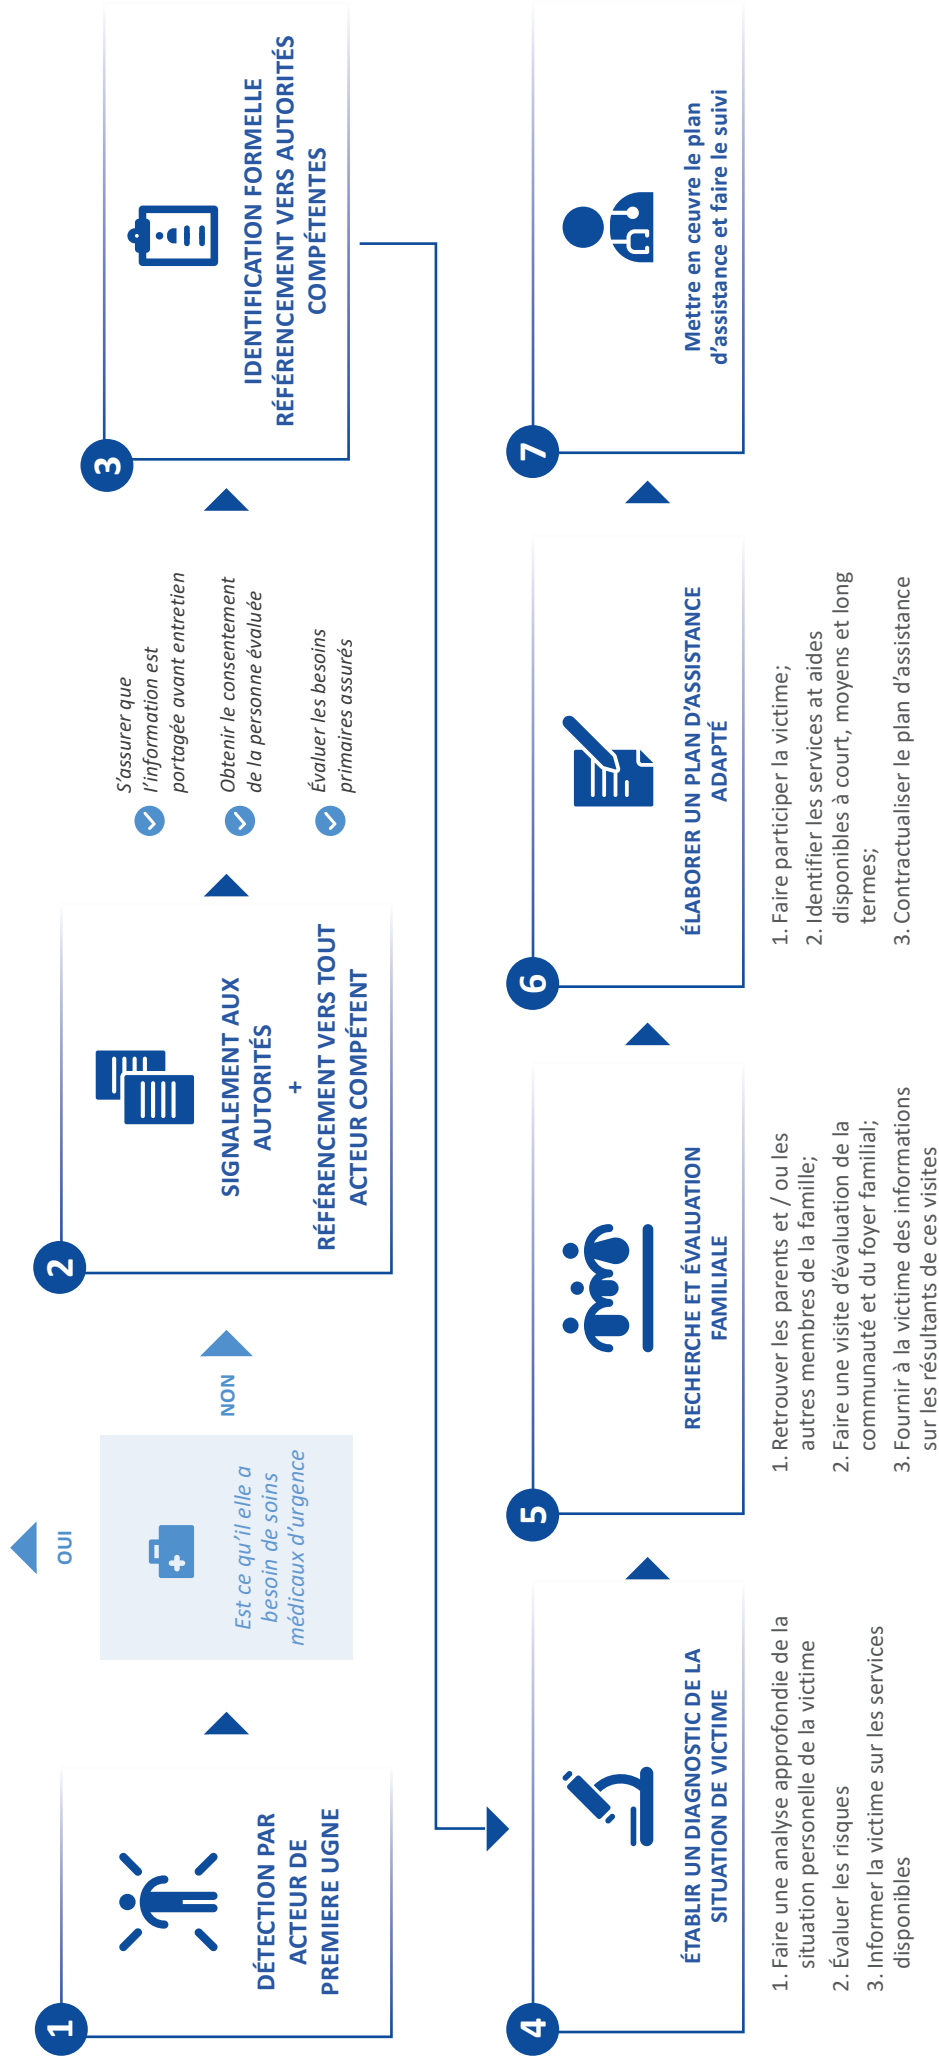 1
DÉTECTION PAR
ACTEUR DE
PREMIERE UGNE
OUI
Est ce qu'il elle a
besoin de soins
médicaux d'urgence
NON
2
SIGNALEMENT AUX
AUTORITÉS
+
RÉFÉRENCEMENT VERS TOUT
ACTEUR COMPÉTENT
S'assurer que
l'information est
portagée avant entretien
Obtenir le consentement
de la personne évaluée
Évaluer les besoins
primaires assurés
3
IDENTIFICATION FORMELLE
RÉFÉRENCEMENT VERS AUTORITÉS
COMPÉTENTES
4
ÉTABLIR UN DIAGNOSTIC DE LA
SITUATION DE VICTIME
1. Faire une analyse approfondie de la
situation personelle de la victime
2. Évaluer les risques
3. Informer la victime sur les services
disponibles
5
RECHERCHE ET ÉVALUATION
FAMILIALE
1. Retrouver les parents et / ou les
autres membres de la famille;
2. Faire une visite d'évaluation de la
communauté et du foyer familial;
3. Fournir à la victime des informations
sur les résultants de ces visites
6
ÉLABORER UN PLAN D'ASSISTANCE
ADAPTÉ
1. Faire participer la victime;
2. Identifier les services at aides
disponibles à court, moyens et long
termes;
3. Contractualiser le plan d'assistance
7
Mettre en ceuvre le plan
d'assistance et faire le suivi